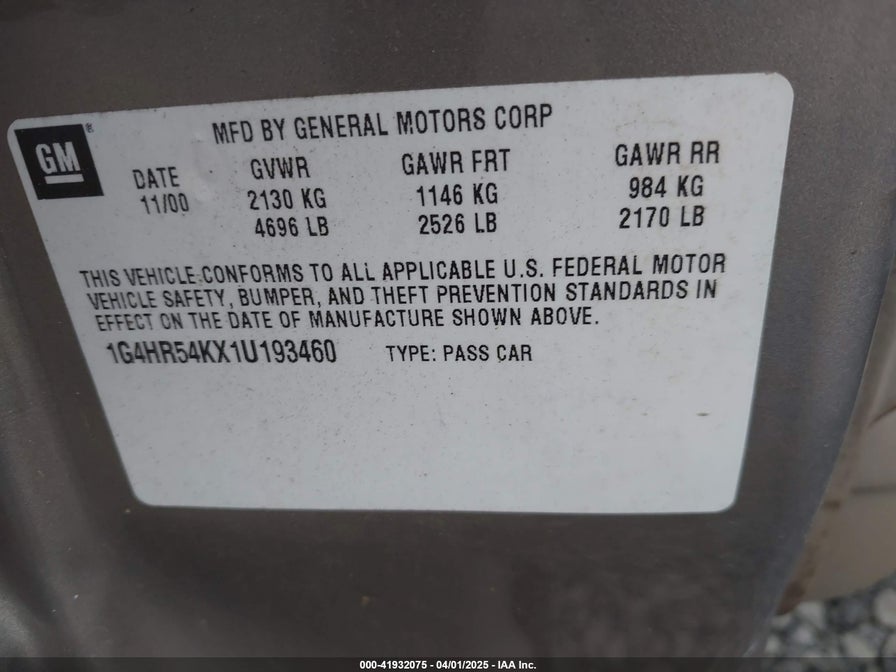 GM®
MFD BY GENERAL MOTORS CORP
DATE GVWR GAWR FRT GAWR RR
11/00 2130 KG 1146 KG 984 KG
4696 LB 2526 LB 2170 LB
THIS VEHICLE CONFORMS TO ALL APPLICABLE U.S. FEDERAL MOTOR
VEHICLE SAFETY, BUMPER, AND THEFT PREVENTION STANDARDS IN
EFFECT ON THE DATE OF MANUFACTURE SHOWN ABOVE.
1G4HR54KX1U193460 TYPE: PASS CAR
000-41932075 - 04/01/2025 - IAA Inc.